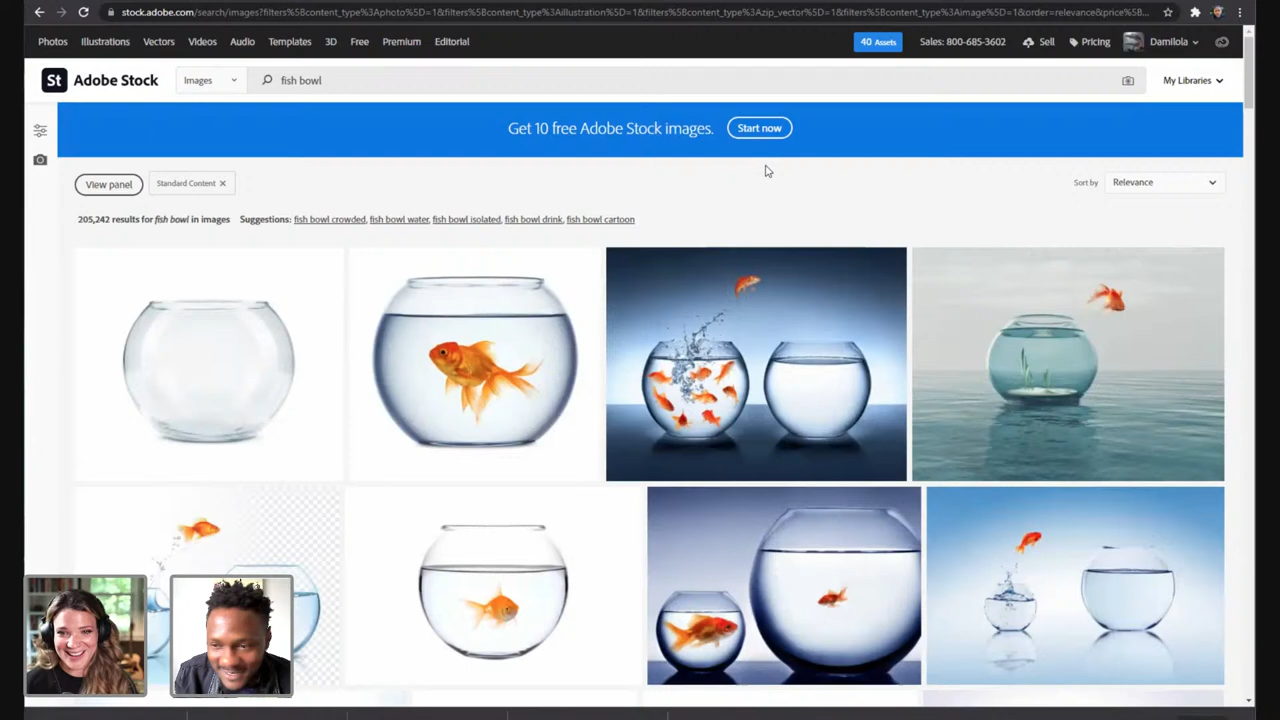 stock.adobe.com/search/images?filters%5Bcontent_type%3Aphoto%5D=1&filters%5Bcontent_type%3Aillustration%5D=1&filters%5Bcontent_type%3Azip_vector%5D=1&filters%5Bcontent_type%3Aimage%5D=1&order=relevance&price%5B...
Photos Illustrations Vectors Videos Audio Templates 3D Free Premium Editorial 40 Assets Sales: 800-685-3602 Sell Pricing Damilola
St Adobe Stock Images fish bowl My Libraries
Get 10 free Adobe Stock images. Start now
View panel Standard Content Sort by Relevance
205,242 results for fish bowl in images Suggestions: fish bowl crowded, fish bowl water, fish bowl isolated, fish bowl drink, fish bowl cartoon